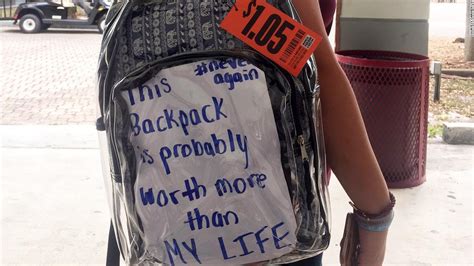 $1.05
#never
again
This
Backpack
is probably
worth more
than
MY LIFE